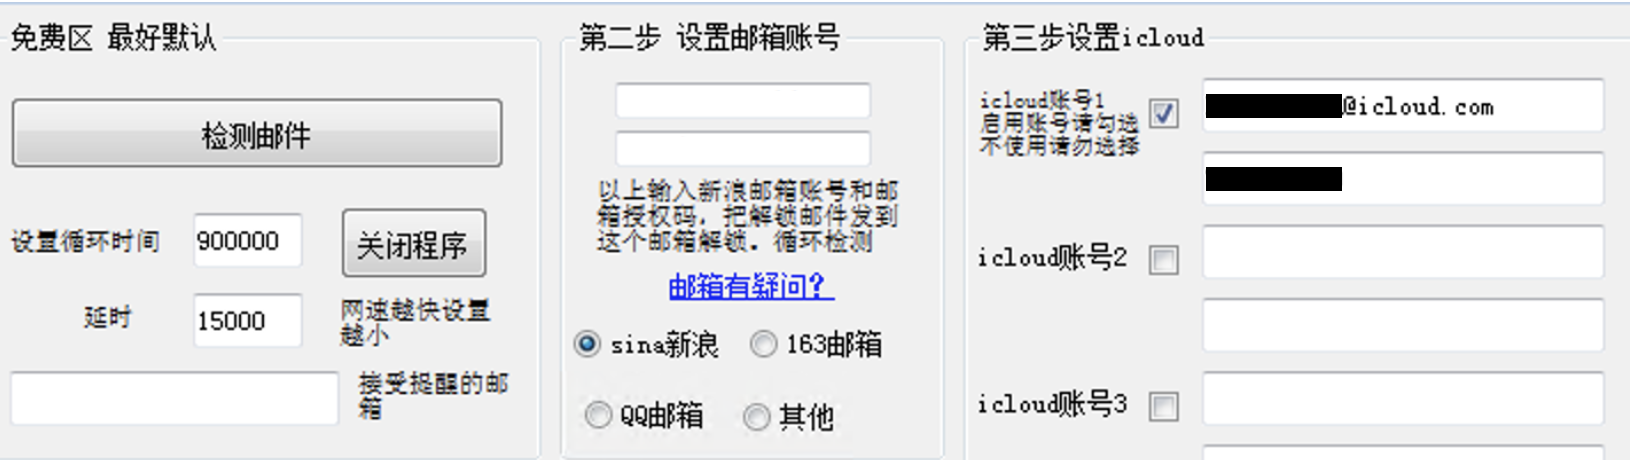 免费区 最好默认
检测邮件
设置循环时间
900000
关闭程序
延时
15000
网速越快设置
越小
接受提醒的邮
箱
第二步 设置邮箱账号
以上输入新浪邮箱账号和邮
箱授权码，把解锁邮件发到
这个邮箱解锁。循环检测
邮箱有疑问？
sina新浪
163邮箱
QQ邮箱
其他
第三步设置icloud
icloud账号1
启用账号请勾选
不使用请勿选择
@icloud.com
icloud账号2
icloud账号3